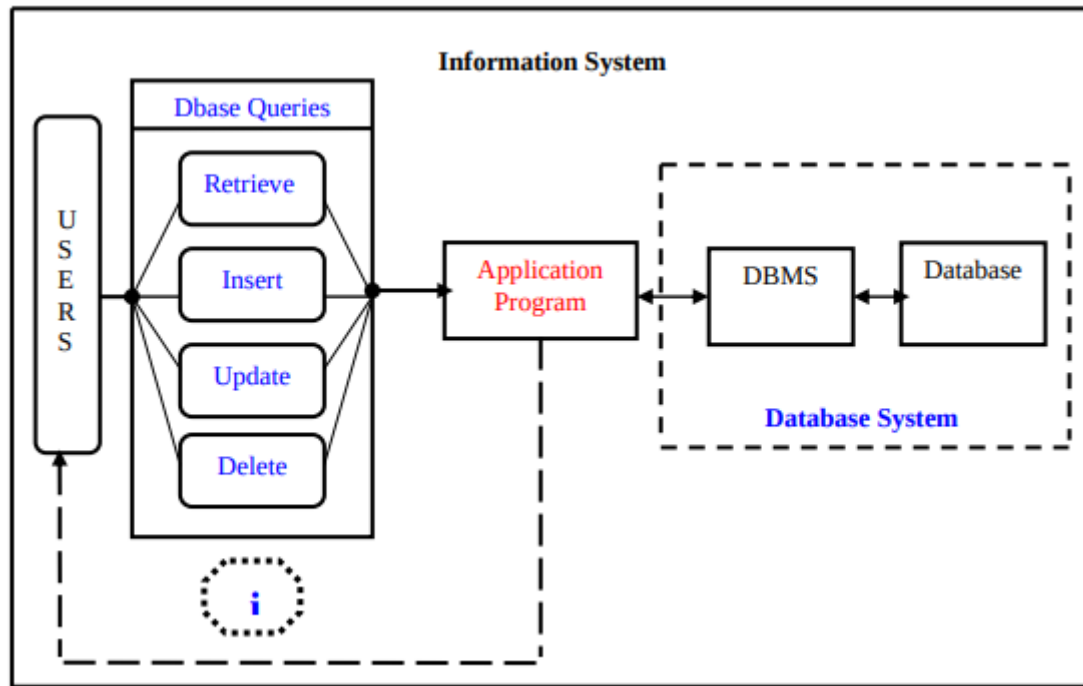 Information System
Dbase Queries
U
S
E
R
S
Retrieve
Insert
Update
Delete
Application
Program
DBMS
Database
Database System
i